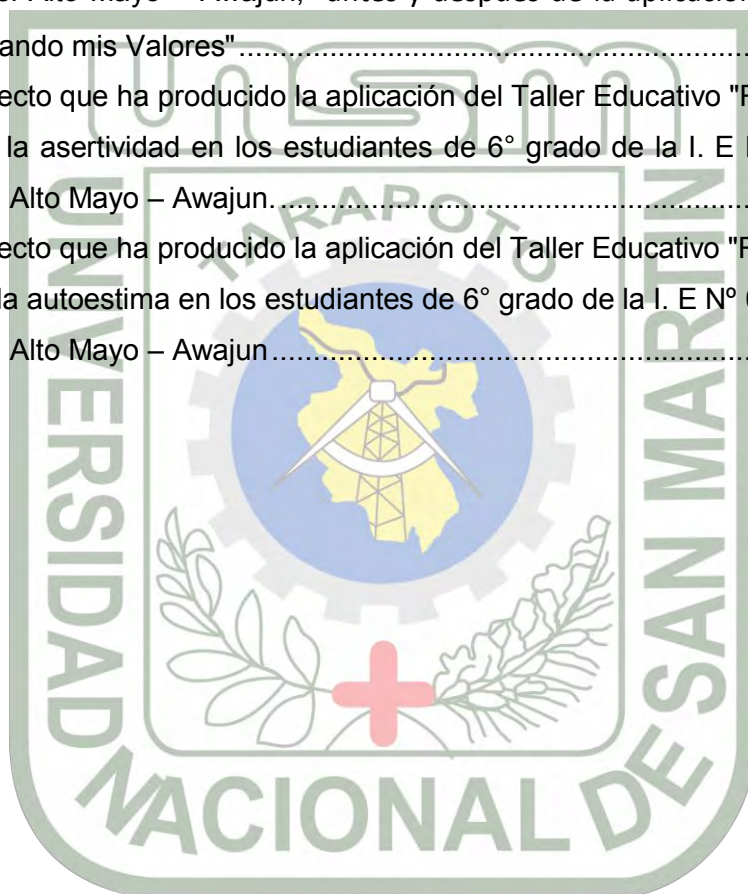 el Alto Mayo – Awajun, antes y después de la aplicación
ando mis Valores"
ecto que ha producido la aplicación del Taller Educativo
la asertividad en los estudiantes de 6° grado de la I. E
Alto Mayo – Awajun.
ecto que ha producido la aplicación del Taller Educativo
la autoestima en los estudiantes de 6° grado de la I. E Nº
Alto Mayo – Awajun
unsm
TARAPOTO
UNIVERSIDAD
NACIONAL DE
SAN MARTIN